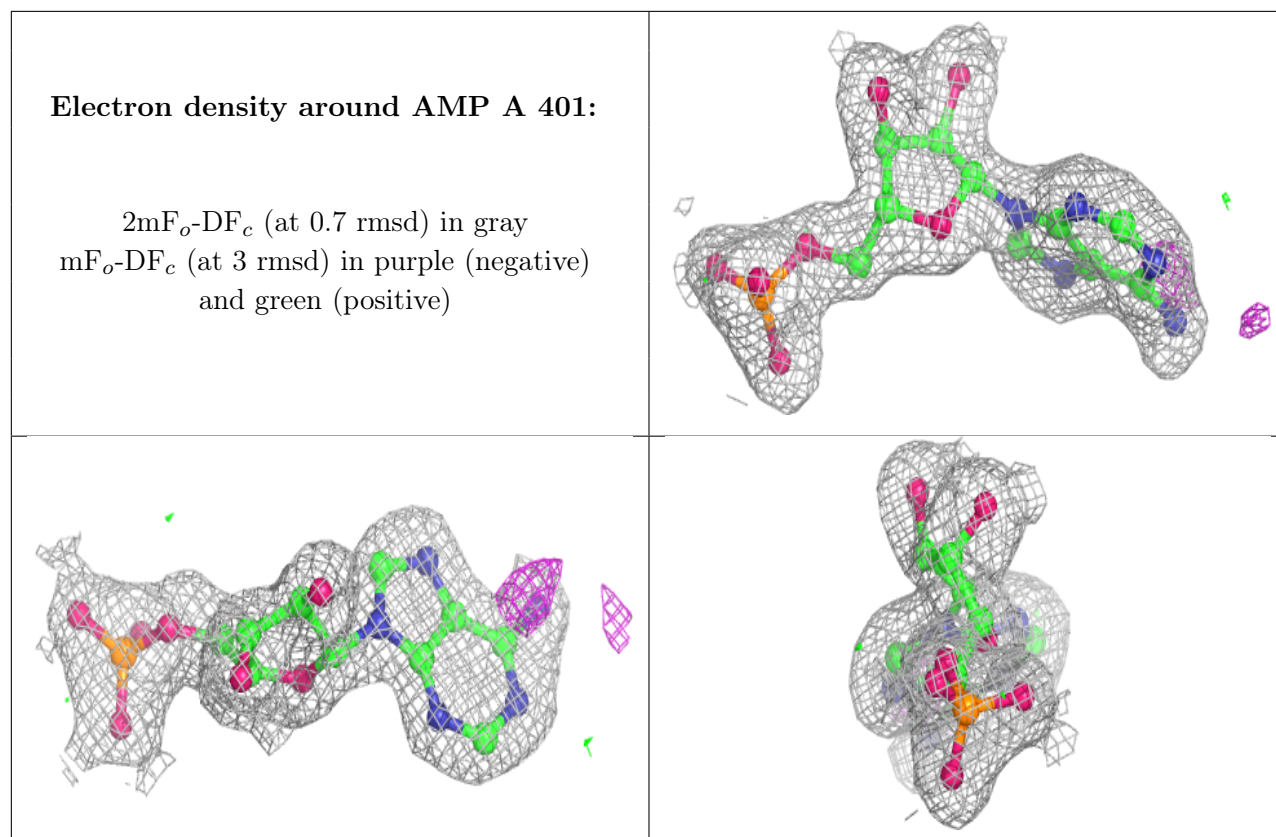 Electron density around AMP A 401:
2mFo-DFc (at 0.7 rmsd) in gray
mFo-DFc (at 3 rmsd) in purple (negative)
and green (positive)